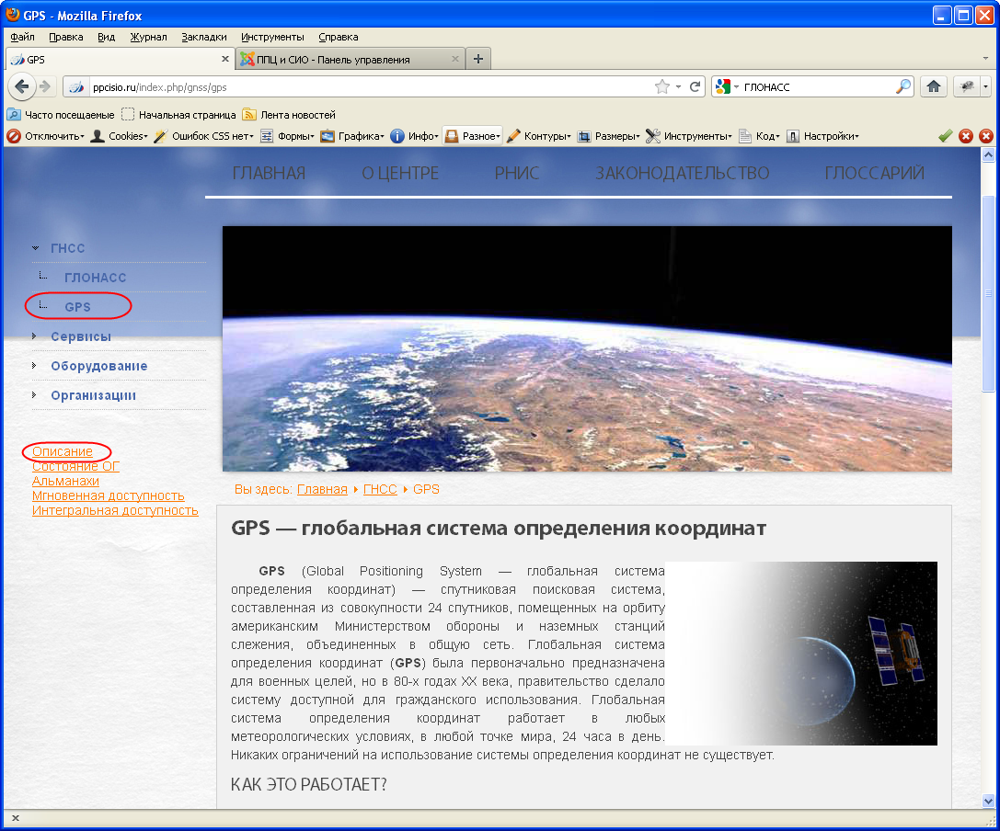 GPS - Mozilla Firefox
Файл Правка Вид Журнал Закладки Инструменты Справка
GPS ППЦ и СИО - Панель управления
ppcisio.ru/index.php/gnss/gps ГЛОНАСС
Часто посещаемые Начальная страница Лента новостей
Отключить Cookies Ошибок CSS нет Формы Графика Инфо Разное Контуры Размеры Инструменты Код Настройки
ГЛАВНАЯ О ЦЕНТРЕ РНИС ЗАКОНОДАТЕЛЬСТВО ГЛОССАРИЙ
ГНСС
ГЛОНАСС
GPS
Сервисы
Оборудование
Организации
Описание
Состояние ОГ
Альманахи
Мгновенная доступность
Интегральная доступность
Вы здесь: Главная ГНСС GPS
GPS — глобальная система определения координат
GPS (Global Positioning System — глобальная система
определения координат) — спутниковая поисковая система,
составленная из совокупности 24 спутников, помещенных на орбиту
американским Министерством обороны и наземных станций
слежения, объединенных в общую сеть. Глобальная система
определения координат (GPS) была первоначально предназначена
для военных целей, но в 80-х годах XX века, правительство сделало
систему доступной для гражданского использования. Глобальная
система определения координат работает в любых
метеорологических условиях, в любой точке мира, 24 часа в день.
Никаких ограничений на использование системы определения координат не существует.
КАК ЭТО РАБОТАЕТ?